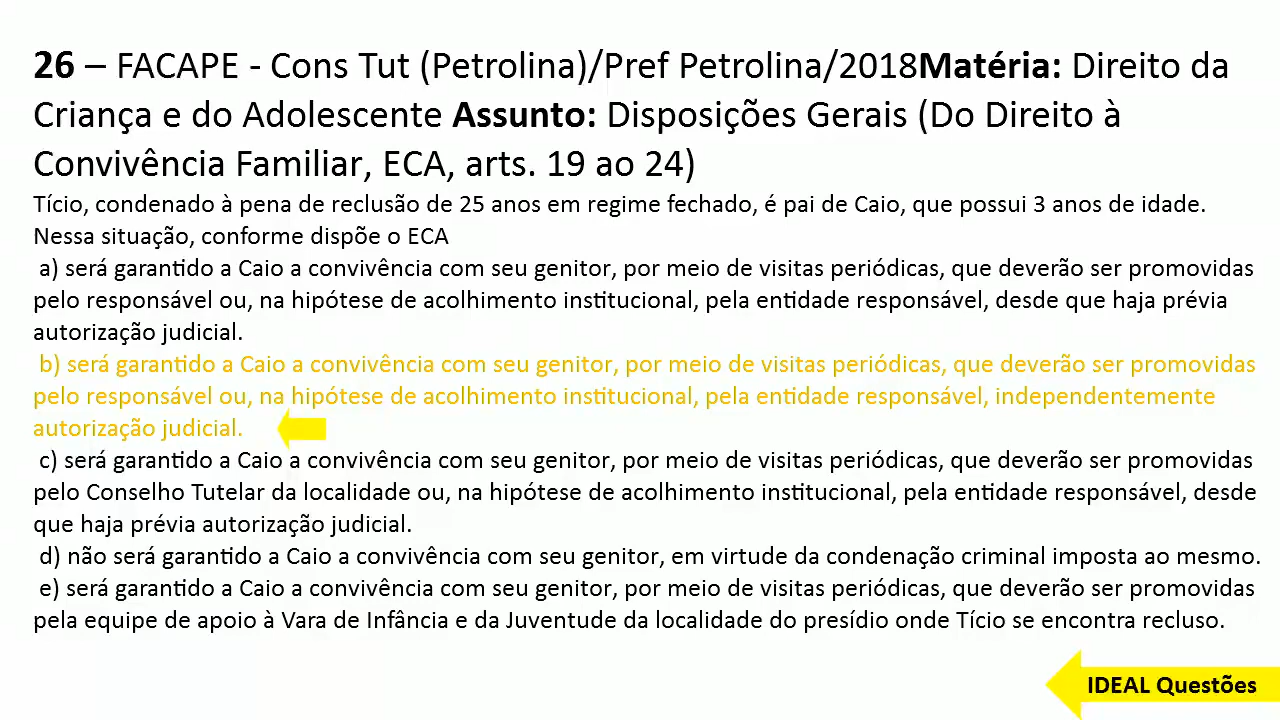 26 – FACAPE - Cons Tut (Petrolina)/Pref Petrolina/2018Matéria: Direito da
Criança e do Adolescente Assunto: Disposições Gerais (Do Direito à
Convivência Familiar, ECA, arts. 19 ao 24)
Tício, condenado à pena de reclusão de 25 anos em regime fechado, é pai de Caio, que possui 3 anos de idade.
Nessa situação, conforme dispõe o ECA
a) será garantido a Caio a convivência com seu genitor, por meio de visitas periódicas, que deverão ser promovidas
pelo responsável ou, na hipótese de acolhimento institucional, pela entidade responsável, desde que haja prévia
autorização judicial.
b) será garantido a Caio a convivência com seu genitor, por meio de visitas periódicas, que deverão ser promovidas
pelo responsável ou, na hipótese de acolhimento institucional, pela entidade responsável, independentemente
autorização judicial.
c) será garantido a Caio a convivência com seu genitor, por meio de visitas periódicas, que deverão ser promovidas
pelo Conselho Tutelar da localidade ou, na hipótese de acolhimento institucional, pela entidade responsável, desde
que haja prévia autorização judicial.
d) não será garantido a Caio a convivência com seu genitor, em virtude da condenação criminal imposta ao mesmo.
e) será garantido a Caio a convivência com seu genitor, por meio de visitas periódicas, que deverão ser promovidas
pela equipe de apoio à Vara de Infância e da Juventude da localidade do presídio onde Tício se encontra recluso.
IDEAL Questões